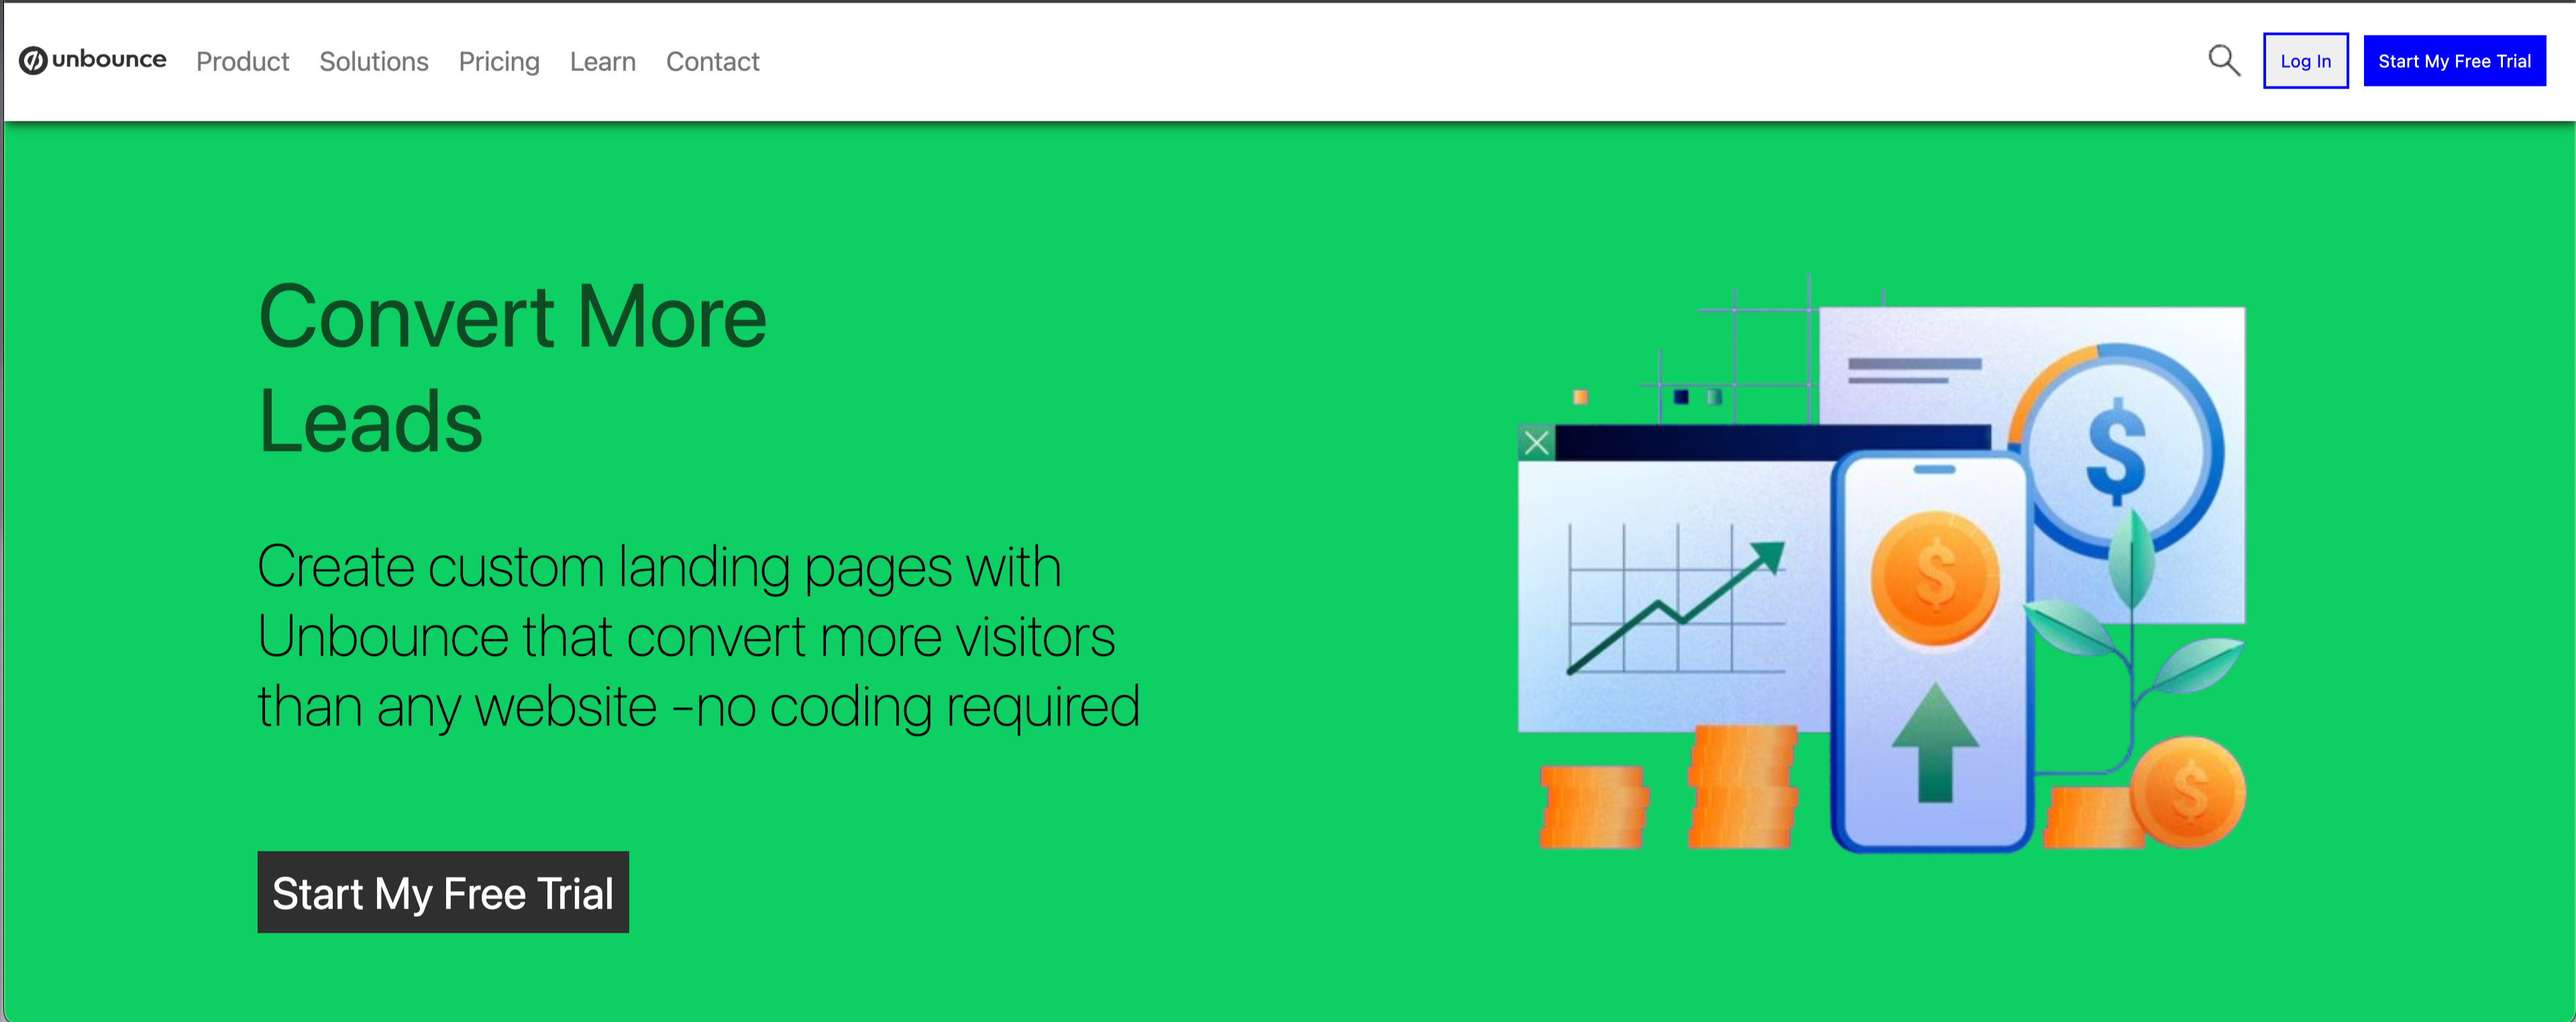 unbounce Product Solutions Pricing Learn Contact Log In Start My Free Trial
Convert More
Leads
Create custom landing pages with
Unbounce that convert more visitors
than any website -no coding required
Start My Free Trial
$
$
$